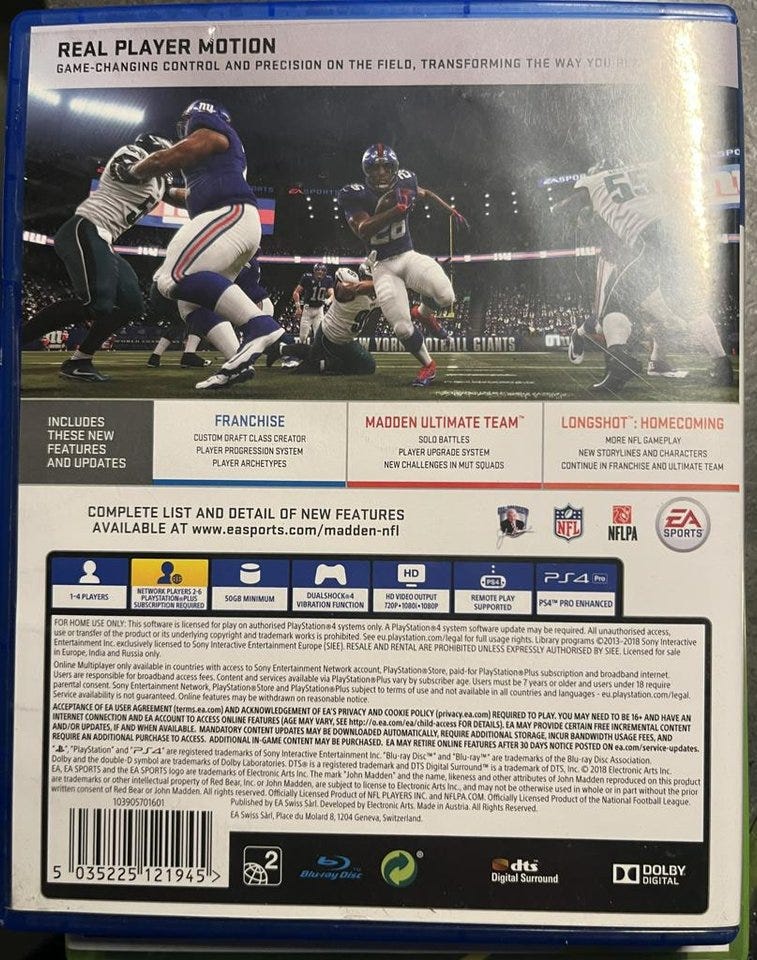 REAL PLAYER MOTION
GAME-CHANGING CONTROL AND PRECISION ON THE FIELD, TRANSFORMING THE WAY YOU
NY
EA SPORTS
26
10
55
NEW YORK FOOTBALL GIANTS
INCLUDES
THESE NEW
FEATURES
AND UPDATES
FRANCHISE
CUSTOM DRAFT CLASS CREATOR
PLAYER PROGRESSION SYSTEM
PLAYER ARCHETYPES
MADDEN ULTIMATE TEAM™
SOLO BATTLES
PLAYER UPGRADE SYSTEM
NEW CHALLENGES IN MUT SQUADS
LONGSHOT™: HOMECOMING
MORE NFL GAMEPLAY
NEW STORYLINES AND CHARACTERS
CONTINUE IN FRANCHISE AND ULTIMATE TEAM
COMPLETE LIST AND DETAIL OF NEW FEATURES
AVAILABLE AT www.easports.com/madden-nfl
NFL
NFLPA
EA
SPORTS™
1-4 PLAYERS
NETWORK PLAYERS 2-6
PLAYSTATION®PLUS
SUBSCRIPTION REQUIRED
50GB MINIMUM
DUALSHOCK®4
VIBRATION FUNCTION
HD
HD VIDEO OUTPUT
720P•1080i•1080P
PS4
REMOTE PLAY
SUPPORTED
PS4 Pro
PS4™ PRO ENHANCED
FOR HOME USE ONLY: This software is licensed for play on authorised PlayStation®4 systems only. A PlayStation®4 system software update may be required. All unauthorised access,
use or transfer of the product or its underlying copyright and trademark works is prohibited. See eu.playstation.com/legal for full usage rights. Library programs ©2013-2018 Sony Interactive
Entertainment Inc. exclusively licensed to Sony Interactive Entertainment Europe (SIEE). RESALE AND RENTAL ARE PROHIBITED UNLESS EXPRESSLY AUTHORISED BY SIEE. Licensed for sale
in Europe, India and Russia only.
Online Multiplayer only available in countries with access to Sony Entertainment Network account, PlayStation®Store, paid-for PlayStation®Plus subscription and broadband internet.
Users are responsible for broadband access fees. Content and services available via PlayStation®Plus vary by subscriber age. Users must be 7 years or older and users under 18 require
parental consent. Sony Entertainment Network, PlayStation®Store and PlayStation®Plus subject to terms of use and not available in all countries and languages - eu.playstation.com/legal.
Service availability is not guaranteed. Online features may be withdrawn on reasonable notice.
ACCEPTANCE OF EA USER AGREEMENT (terms.ea.com) AND ACKNOWLEDGEMENT OF EA'S PRIVACY AND COOKIE POLICY (privacy.ea.com) REQUIRED TO PLAY. YOU MAY NEED TO BE 16+ AND HAVE AN
INTERNET CONNECTION AND EA ACCOUNT TO ACCESS ONLINE FEATURES (AGE MAY VARY, SEE http://o.ea.com/ea/child-access FOR DETAILS). EA MAY PROVIDE CERTAIN FREE INCREMENTAL CONTENT
AND/OR UPDATES, IF AND WHEN AVAILABLE. MANDATORY CONTENT UPDATES MAY BE DOWNLOADED AUTOMATICALLY, REQUIRE ADDITIONAL STORAGE, INCUR BANDWIDTH USAGE FEES, AND
REQUIRE AN ADDITIONAL PURCHASE TO ACCESS. ADDITIONAL IN-GAME CONTENT MAY BE PURCHASED. EA MAY RETIRE ONLINE FEATURES AFTER 30 DAYS NOTICE POSTED ON ea.com/service-updates.
"PlayStation" and "PS4" are registered trademarks of Sony Interactive Entertainment Inc. "Blu-ray Disc™" and "Blu-ray™" are trademarks of the Blu-ray Disc Association.
Dolby and the double-D symbol are trademarks of Dolby Laboratories. DTS® is a registered trademark and DTS Digital Surround™ is a trademark of DTS, Inc. © 2018 Electronic Arts Inc.
EA, EA SPORTS and the EA SPORTS logo are trademarks of Electronic Arts Inc. The mark "John Madden" and the name, likeness and other attributes of John Madden reproduced on this product
are trademarks or other intellectual property of Red Bear, Inc. or John Madden, are subject to license to Electronic Arts Inc., and may not be otherwise used in whole or in part without the prior
written consent of Red Bear or John Madden. All rights reserved. Officially Licensed Product of NFL PLAYERS INC. and NFLPA.COM. Officially Licensed Product of the National Football League.
103905701601
Published by EA Swiss Sàrl. Developed by Electronic Arts. Made in Austria. All Rights Reserved.
EA Swiss Sàrl, Place du Molard 8, 1204 Geneva, Switzerland.
5 035225 121945 >
2
Blu-ray Disc™
dts™
Digital Surround
DOLBY
DIGITAL